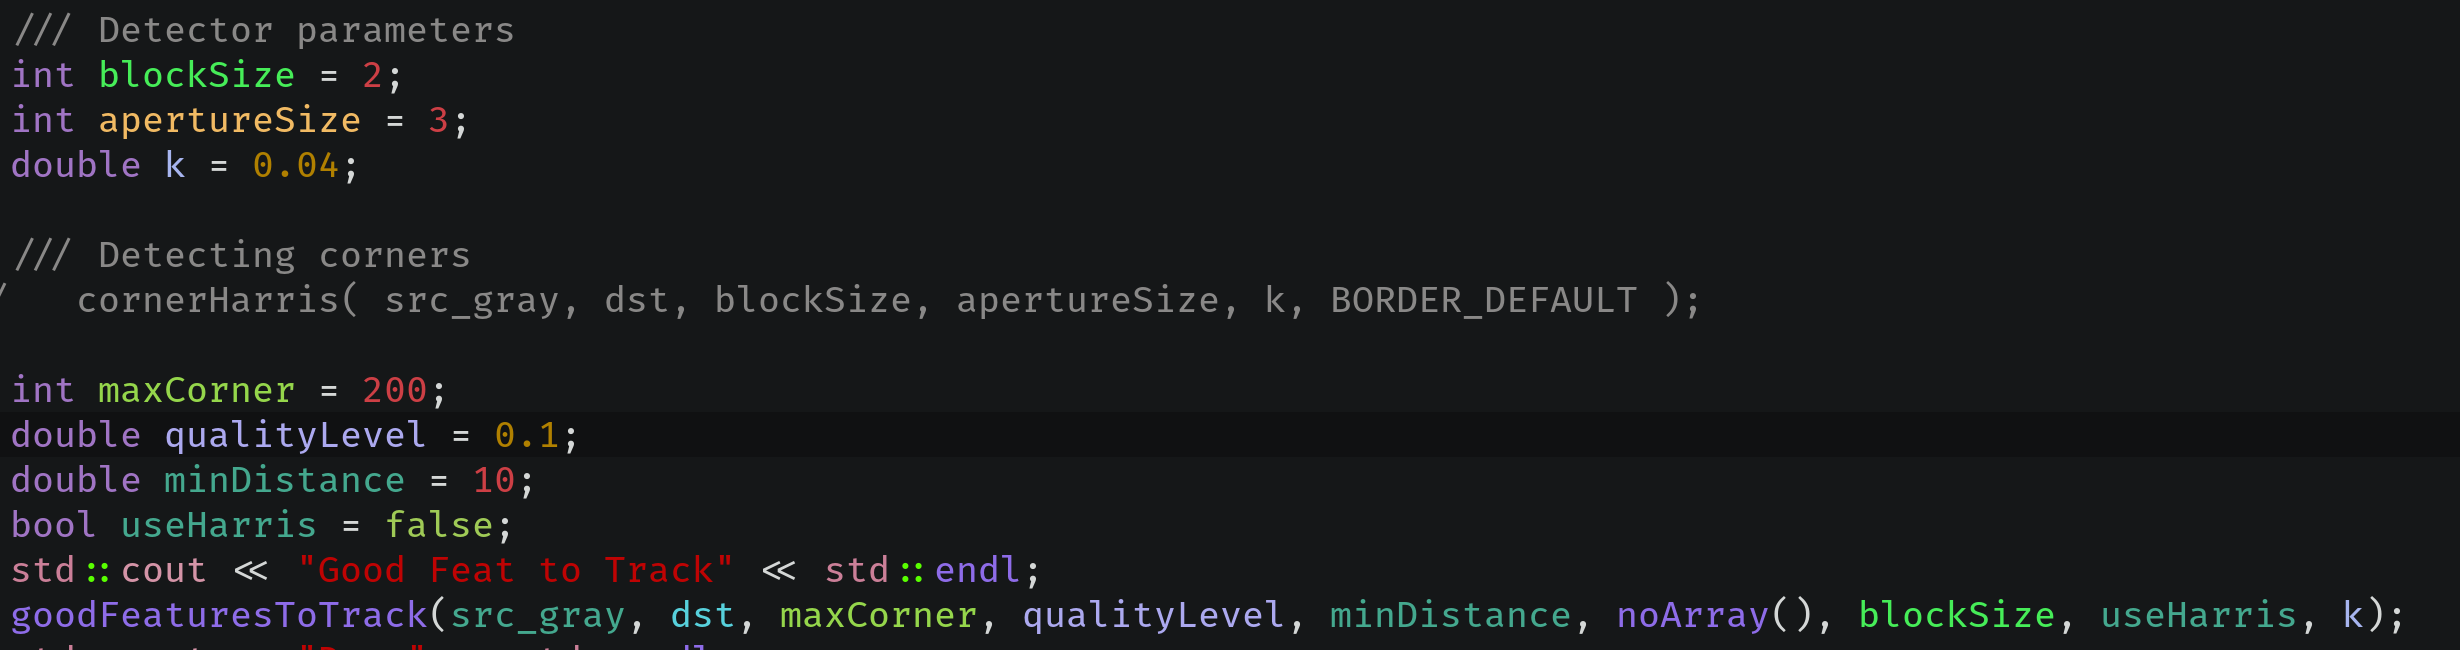 /// Detector parameters
int blockSize = 2;
int apertureSize = 3;
double k = 0.04;
/// Detecting corners
/   cornerHarris( src_gray, dst, blockSize, apertureSize, k, BORDER_DEFAULT );
int maxCorner = 200;
double qualityLevel = 0.1;
double minDistance = 10;
bool useHarris = false;
std::cout << "Good Feat to Track" << std::endl;
goodFeaturesToTrack(src_gray, dst, maxCorner, qualityLevel, minDistance, noArray(), blockSize, useHarris, k);